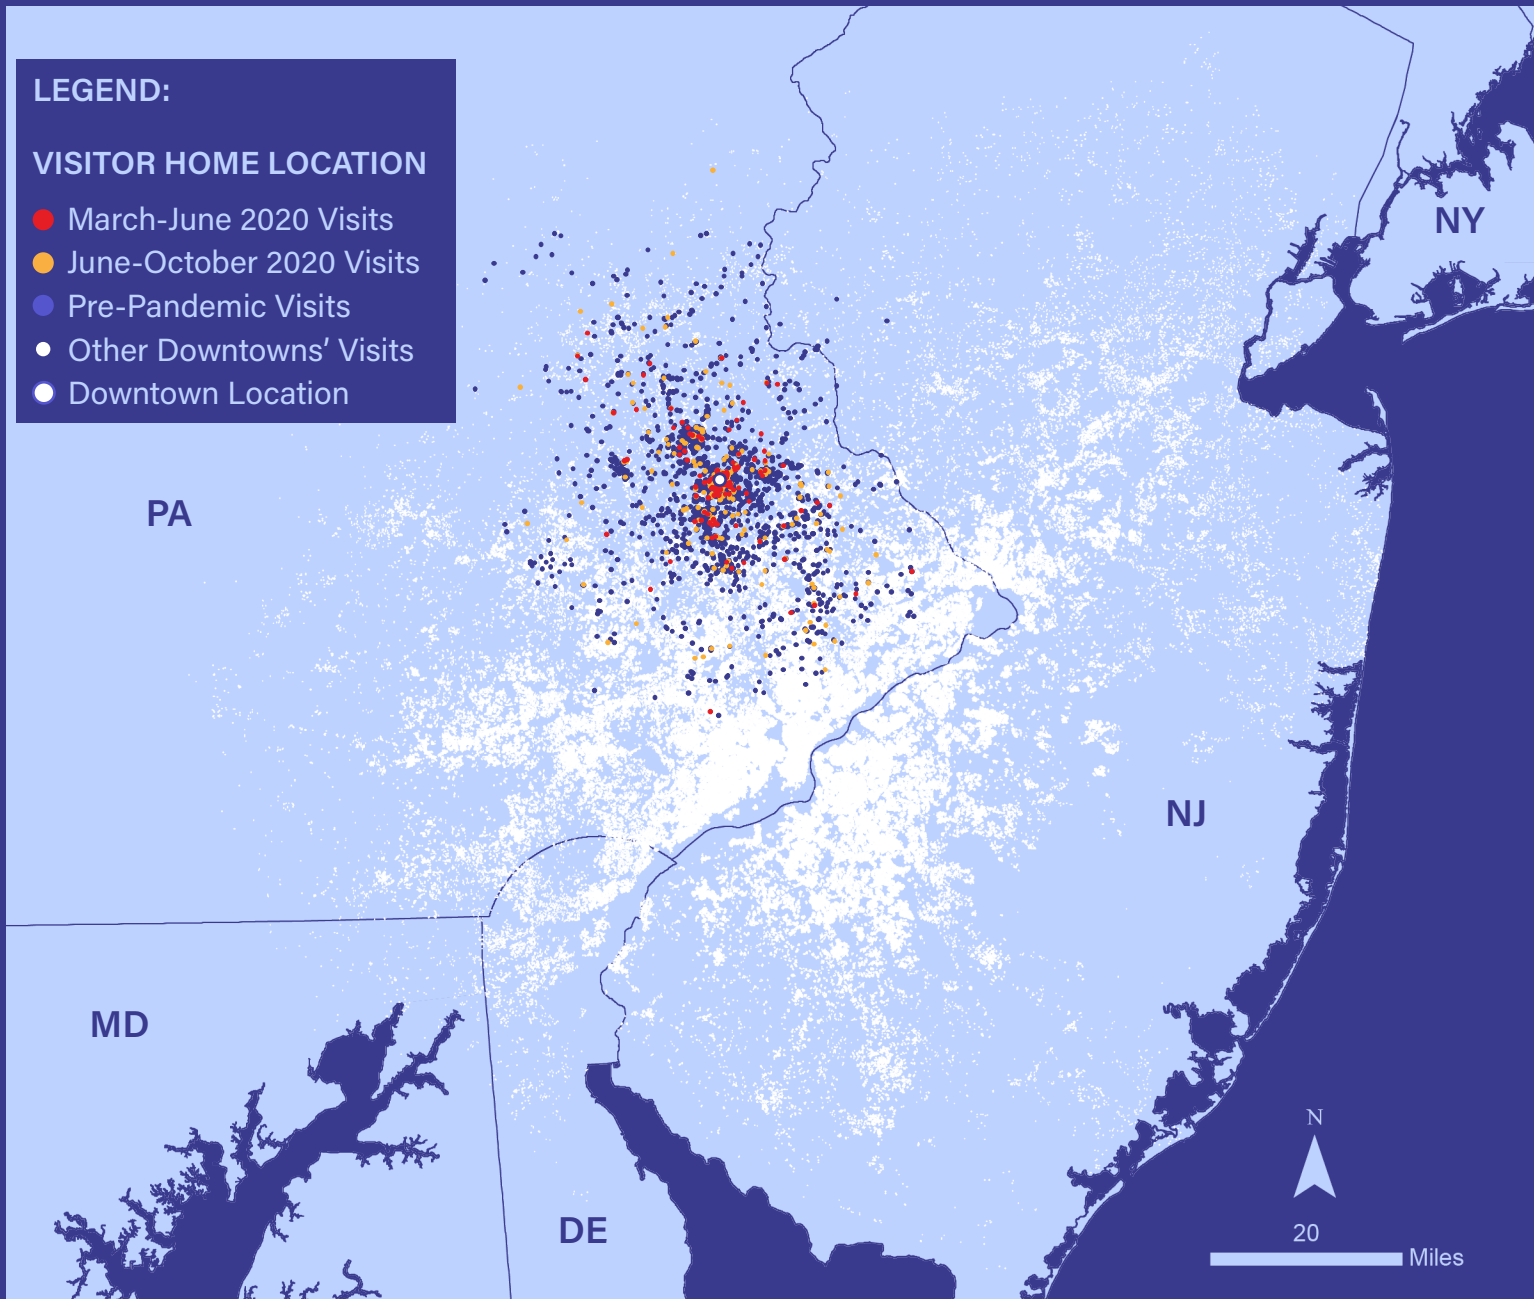 LEGEND:
VISITOR HOME LOCATION
March-June 2020 Visits
June-October 2020 Visits
Pre-Pandemic Visits
Other Downtowns’ Visits
Downtown Location
NY
PA
NJ
MD
N
DE
20
Miles